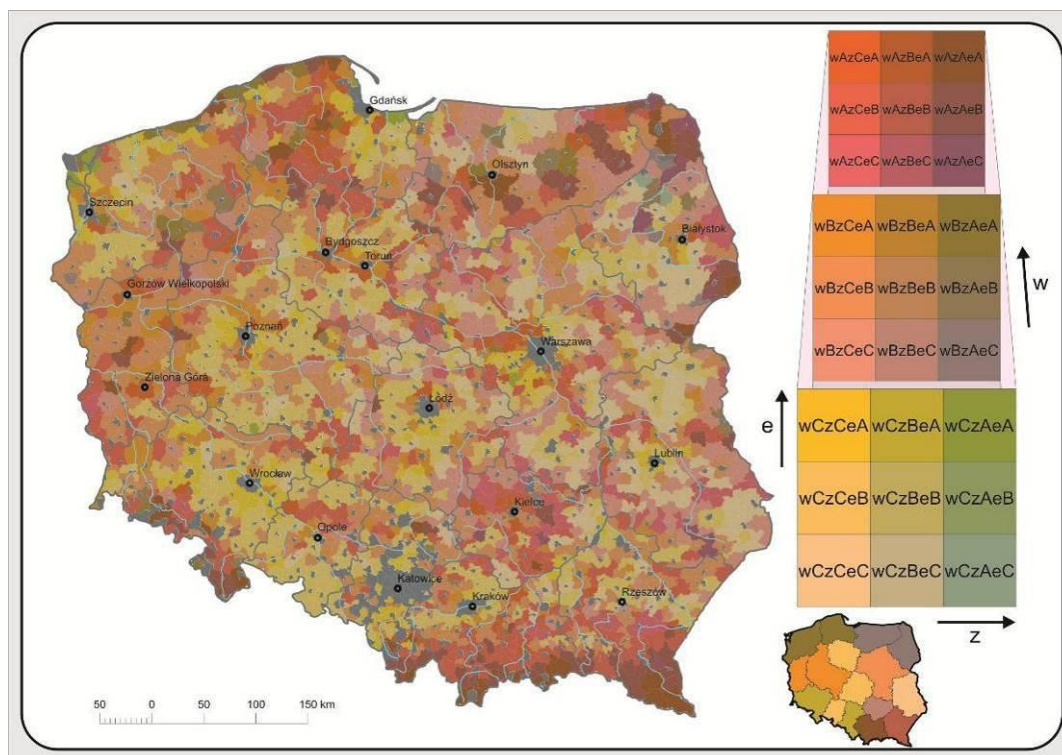 Gdańsk
Olsztyn
Szczecin
Białystok
Bydgoszcz
Toruń
Gorzów Wielkopolski
Poznań
Warszawa
Zielona Góra
Łódź
Lublin
Wrocław
Kielce
Opole
Katowice
Kraków
Rzeszów
50 0 50 100 150 km
wAzCeA wAzBeA wAzAeA
wAzCeB wAzBeB wAzAeB
wAzCeC wAzBeC wAzAeC
wBzCeA wBzBeA wBzAeA
wBzCeB wBzBeB wBzAeB
wBzCeC wBzBeC wBzAeC
w
wCzCeA wCzBeA wCzAeA
e
wCzCeB wCzBeB wCzAeB
wCzCeC wCzBeC wCzAeC
z